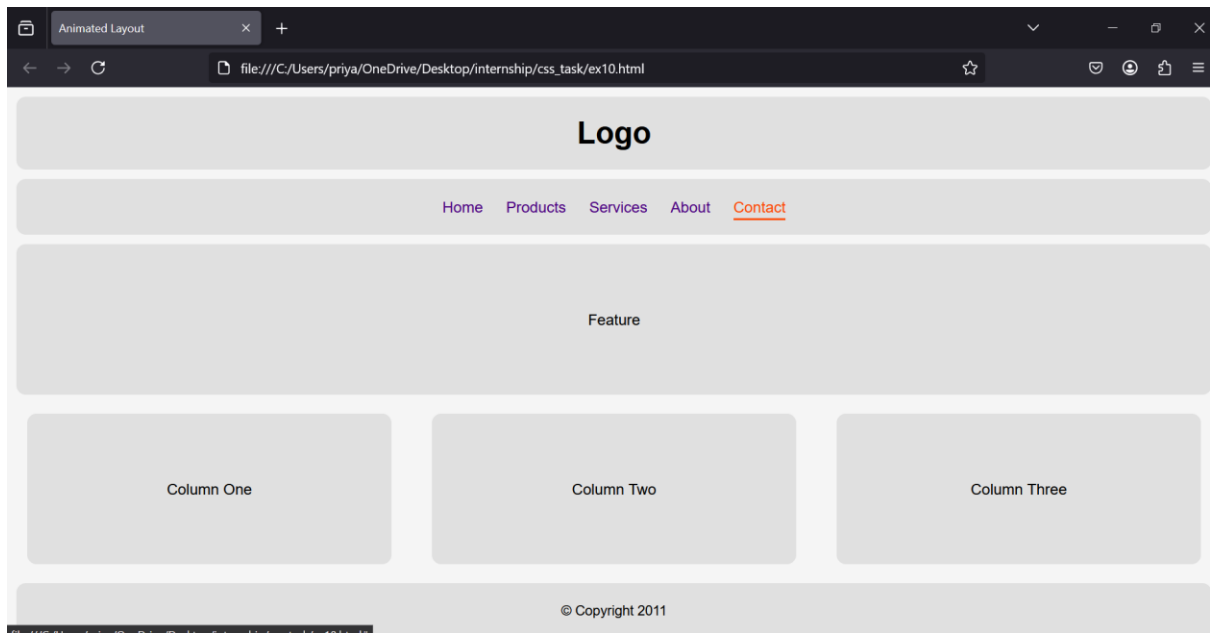 Animated Layout
file:///C:/Users/priya/OneDrive/Desktop/internship/css_task/ex10.html
Logo
Home Products Services About Contact
Feature
Column One Column Two Column Three
© Copyright 2011